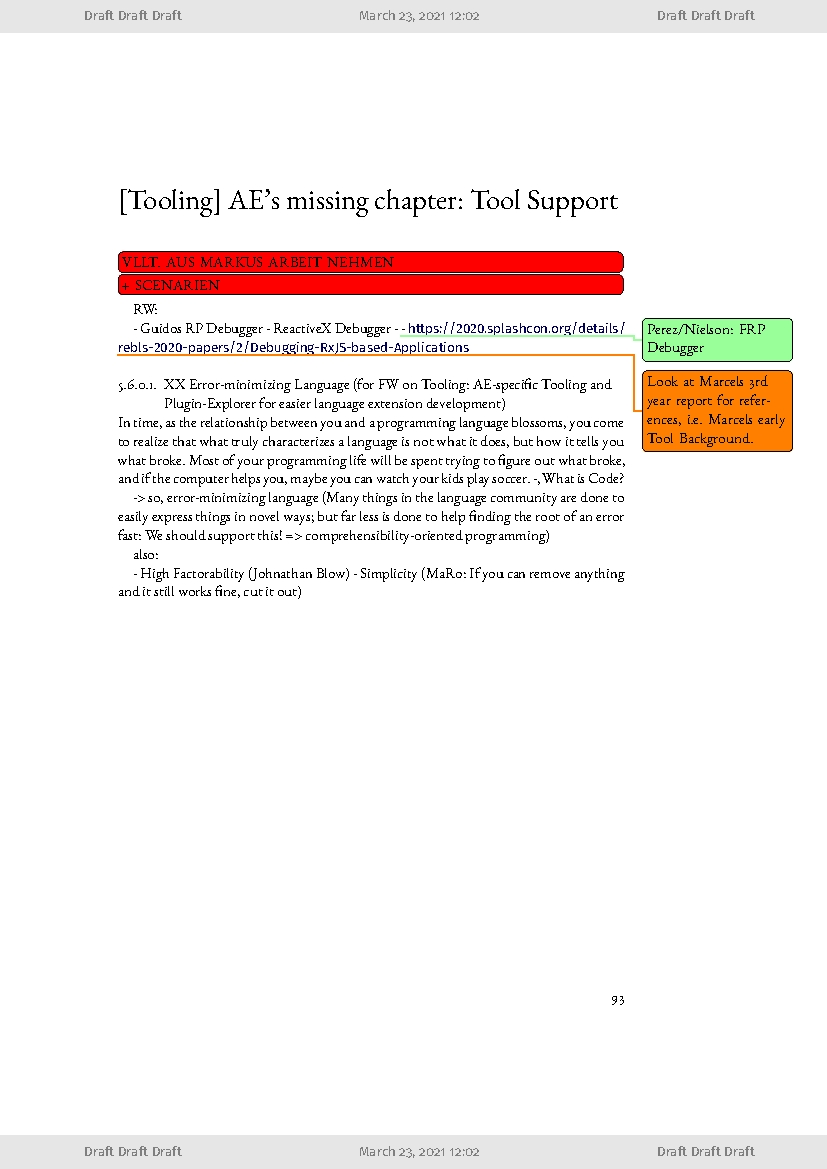 Draft Draft Draft March 23, 2021 12:02 Draft Draft Draft
[Tooling] AE's missing chapter: Tool Support
VLLT. AUS MARKUS ARBEIT NEHMEN
+ SCENARIEN
RW:
- Guidos RP Debugger - ReactiveX Debugger - - https://2020.splashcon.org/details/
rebls-2020-papers/2/Debugging-RxJS-based-Applications
Perez/Nielson: FRP
Debugger
Look at Marcels 3rd
year report for refer-
ences, i.e. Marcels early
Tool Background.
5.6.0.1. XX Error-minimizing Language (for FW on Tooling: AE-specific Tooling and
Plugin-Explorer for easier language extension development)
In time, as the relationship between you and a programming language blossoms, you come
to realize that what truly characterizes a language is not what it does, but how it tells you
what broke. Most of your programming life will be spent trying to figure out what broke,
and if the computer helps you, maybe you can watch your kids play soccer. -, What is Code?
-> so, error-minimizing language (Many things in the language community are done to
easily express things in novel ways; but far less is done to help finding the root of an error
fast: We should support this! => comprehensibility-oriented programming)
also:
- High Factorability (Johnathan Blow) - Simplicity (MaRo: If you can remove anything
and it still works fine, cut it out)
93
Draft Draft Draft March 23, 2021 12:02 Draft Draft Draft